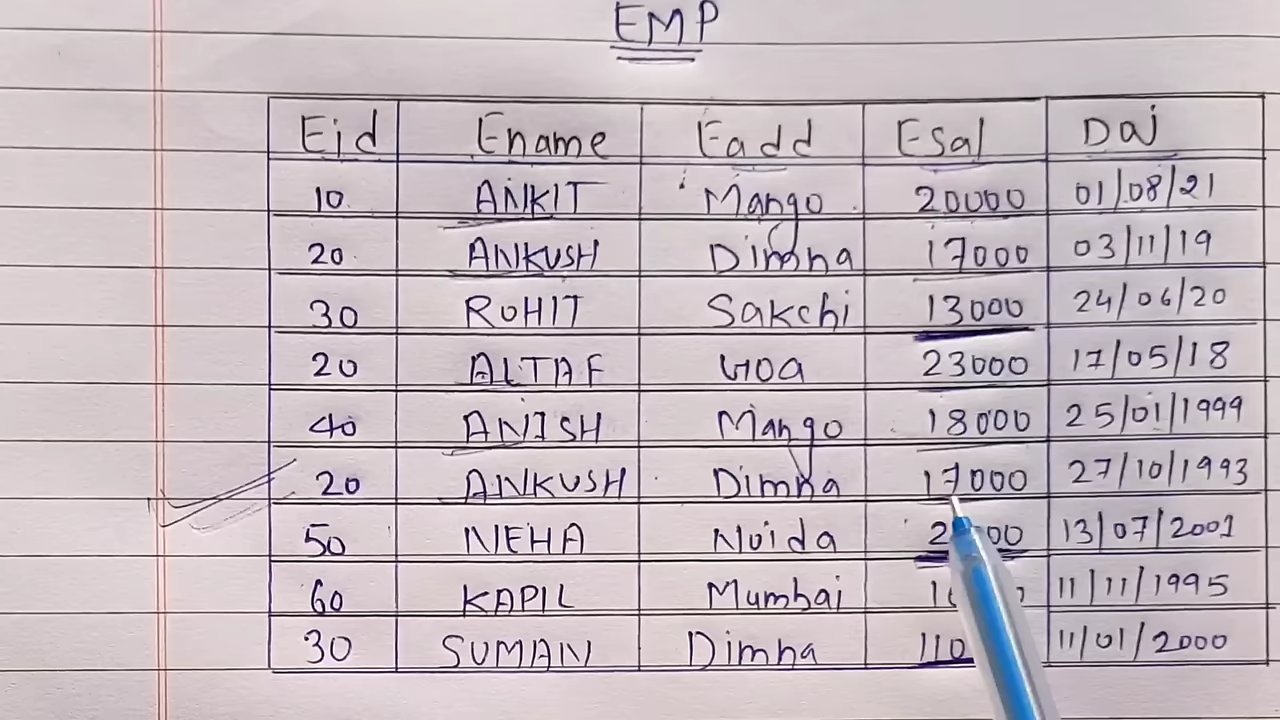 EMP
Eid Ename Eadd Esal Daj
10 ANKIT Mango 20000 01/08/21
20 ANKUSH Dimna 17000 03/11/19
30 ROHIT Sakchi 13000 24/06/20
20 ALTAF Goa 23000 17/05/18
40 ANISH Mango 18000 25/01/1999
20 ANKUSH Dimna 17000 27/10/1993
50 NEHA Noida 13/07/2001
60 KAPIL Mumbai 11/11/1995
30 SUMAN Dimna 11/01/2000